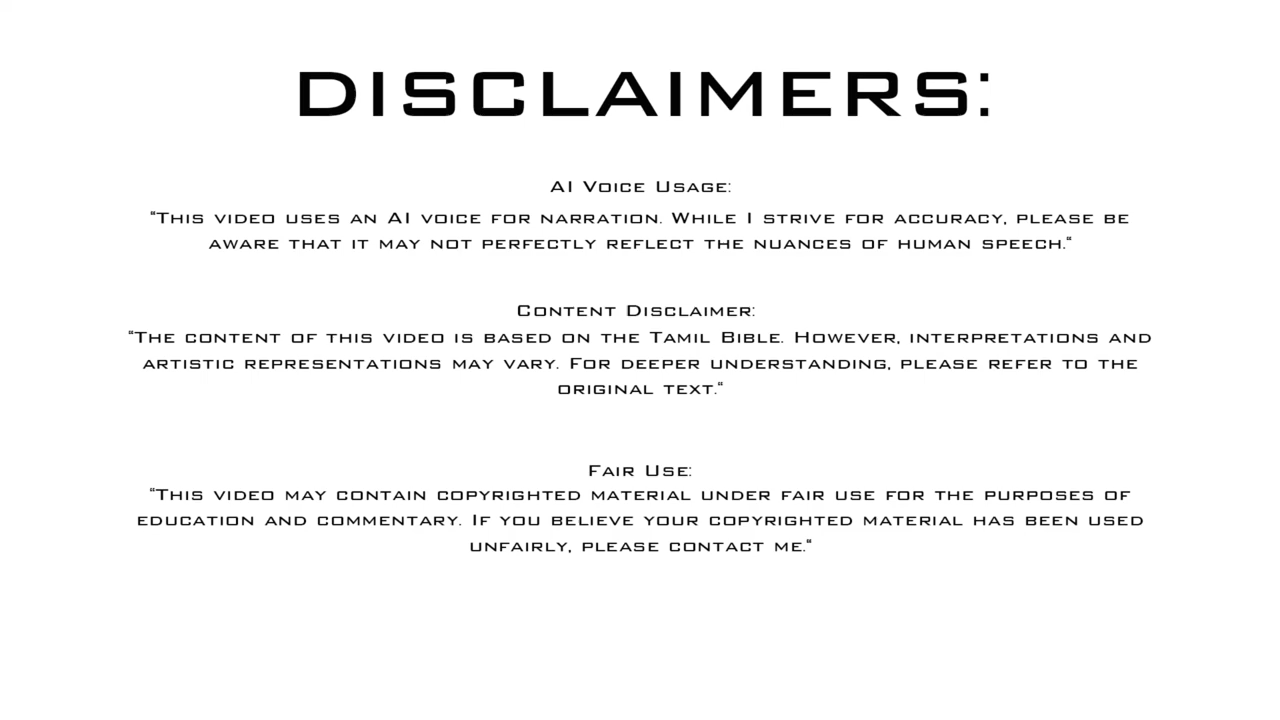 DISCLAIMERS:
AI Voice Usage:
“This video uses an AI voice for narration. While I strive for accuracy, please be
aware that it may not perfectly reflect the nuances of human speech.“
Content Disclaimer:
“The content of this video is based on the Tamil Bible. However, interpretations and
artistic representations may vary. For deeper understanding, please refer to the
original text.“
Fair Use:
“This video may contain copyrighted material under fair use for the purposes of
education and commentary. If you believe your copyrighted material has been used
unfairly, please contact me.“